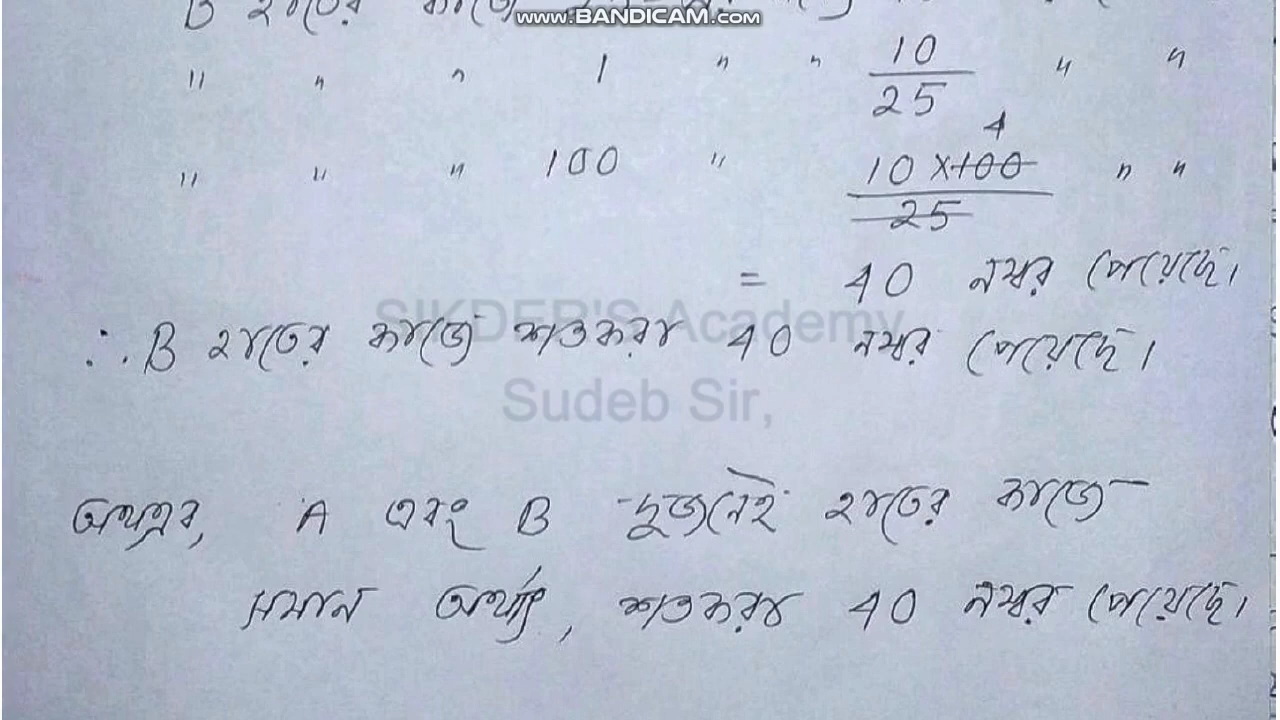 www.BANDICAM.com
B হাতের কাজে
" " " 1 " " 10/25 " "
" " " 100 " 10×100/25 " "
4
= 40 নম্বর পেয়েছে।
SIKDER'S Academy
∴ B হাতের কাজে শতকরা 40 নম্বর পেয়েছে।
Sudeb Sir,
অতএব, A এবং B দুজনেই হাতের কাজে
সমান অর্থাৎ, শতকরা 40 নম্বর পেয়েছে।